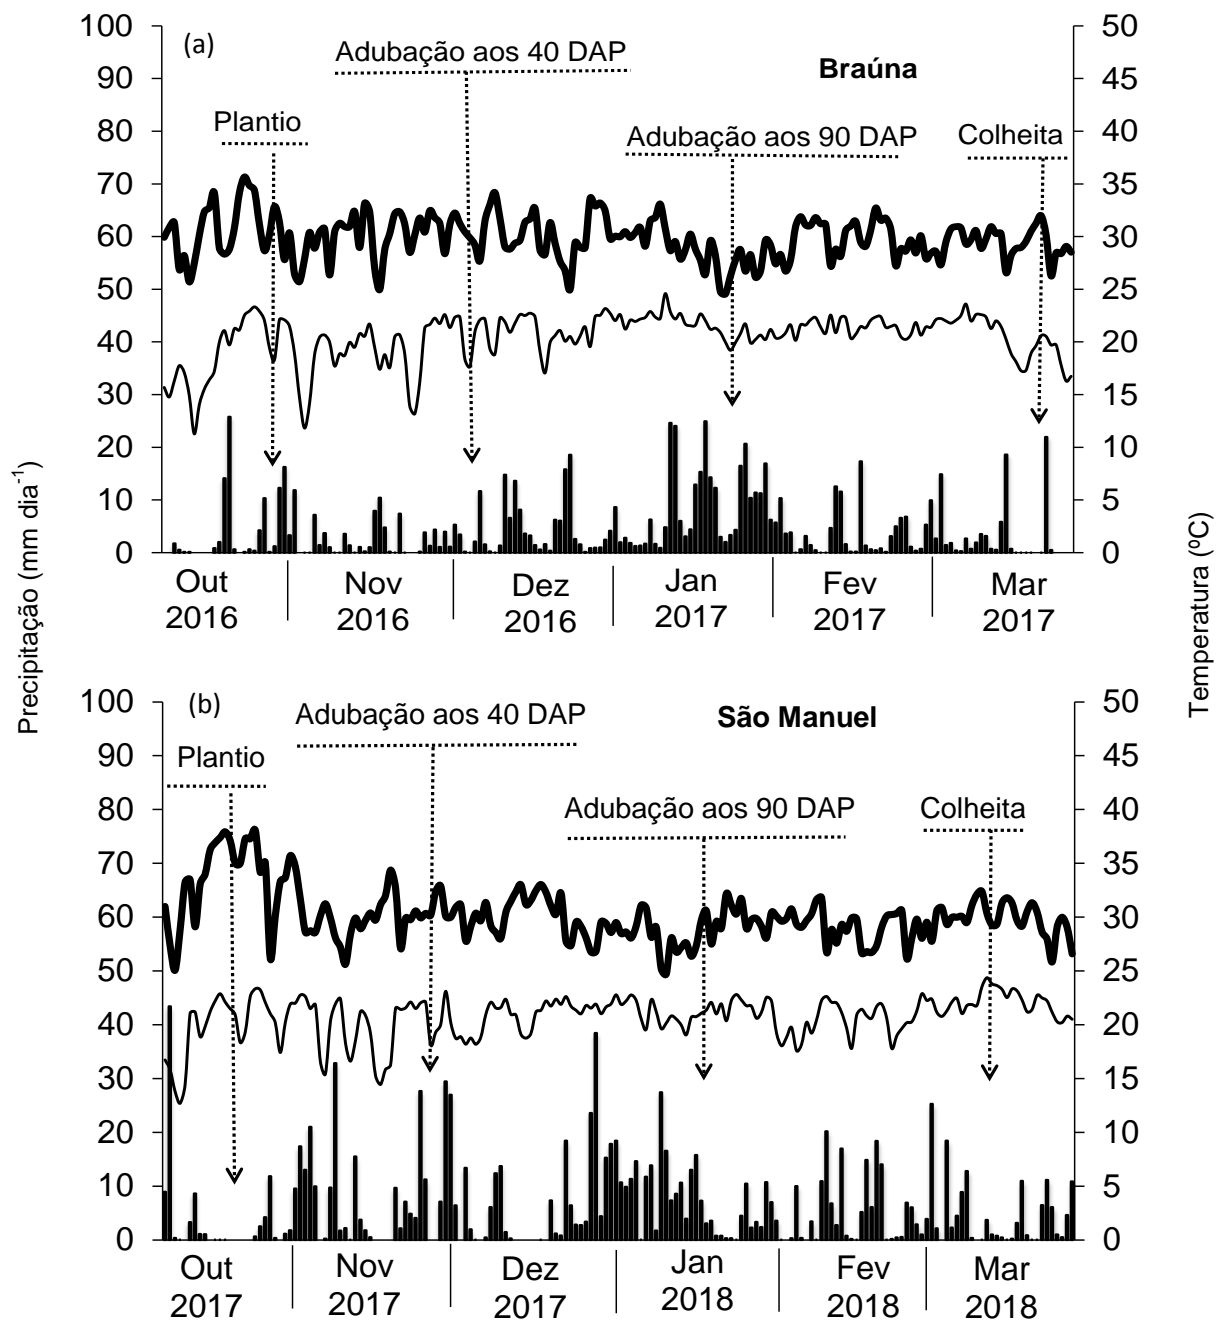 100
50
(a)
Adubação aos 40 DAP
Braúna
90
45
80
40
Plantio
Adubação aos 90 DAP
Colheita
70
35
60
30
50
25
40
20
30
15
20
10
10
5
0
0
Out
2016
Nov
2016
Dez
2016
Jan
2017
Fev
2017
Mar
2017
Precipitação (mm dia⁻¹)
Temperatura (ºC)
100
50
(b)
Adubação aos 40 DAP
São Manuel
90
45
Plantio
80
40
Adubação aos 90 DAP
Colheita
70
35
60
30
50
25
40
20
30
15
20
10
10
5
0
0
Out
2017
Nov
2017
Dez
2017
Jan
2018
Fev
2018
Mar
2018